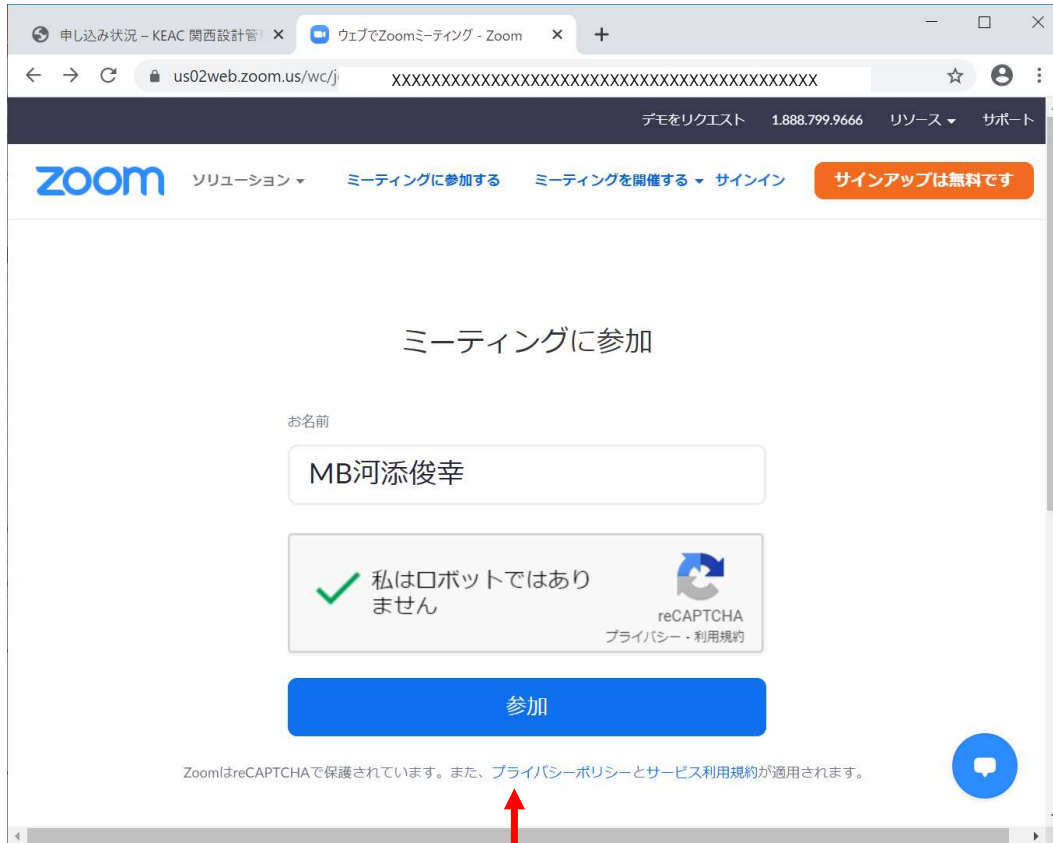 申し込み状況 – KEAC 関西設計管
ウェブでZoomミーティング - Zoom
us02web.zoom.us/wc/j XXXXXXXXXXXXXXXXXXXXXXXXXXXXXXXXXXXXXXXXXXX
デモをリクエスト 1.888.799.9666 リソース サポート
zoom ソリューション ミーティングに参加する ミーティングを開催する サインイン サインアップは無料です
ミーティングに参加
お名前
MB河添俊幸
私はロボットではあり
ません
reCAPTCHA
プライバシー - 利用規約
参加
ZoomはreCAPTCHAで保護されています。また、プライバシーポリシーとサービス利用規約が適用されます。